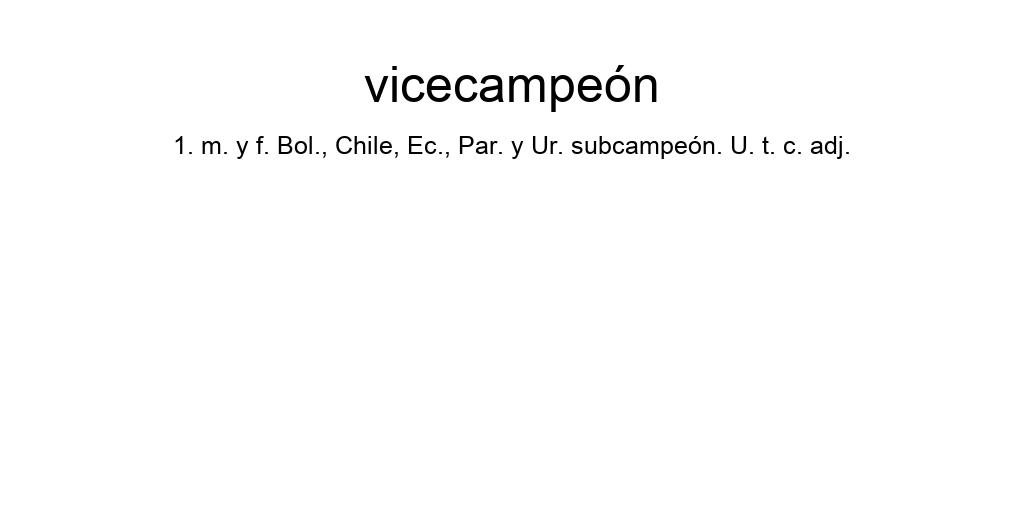 vicecampeón
1. m. y f. Bol., Chile, Ec., Par. y Ur. subcampeón. U. t. c. adj.